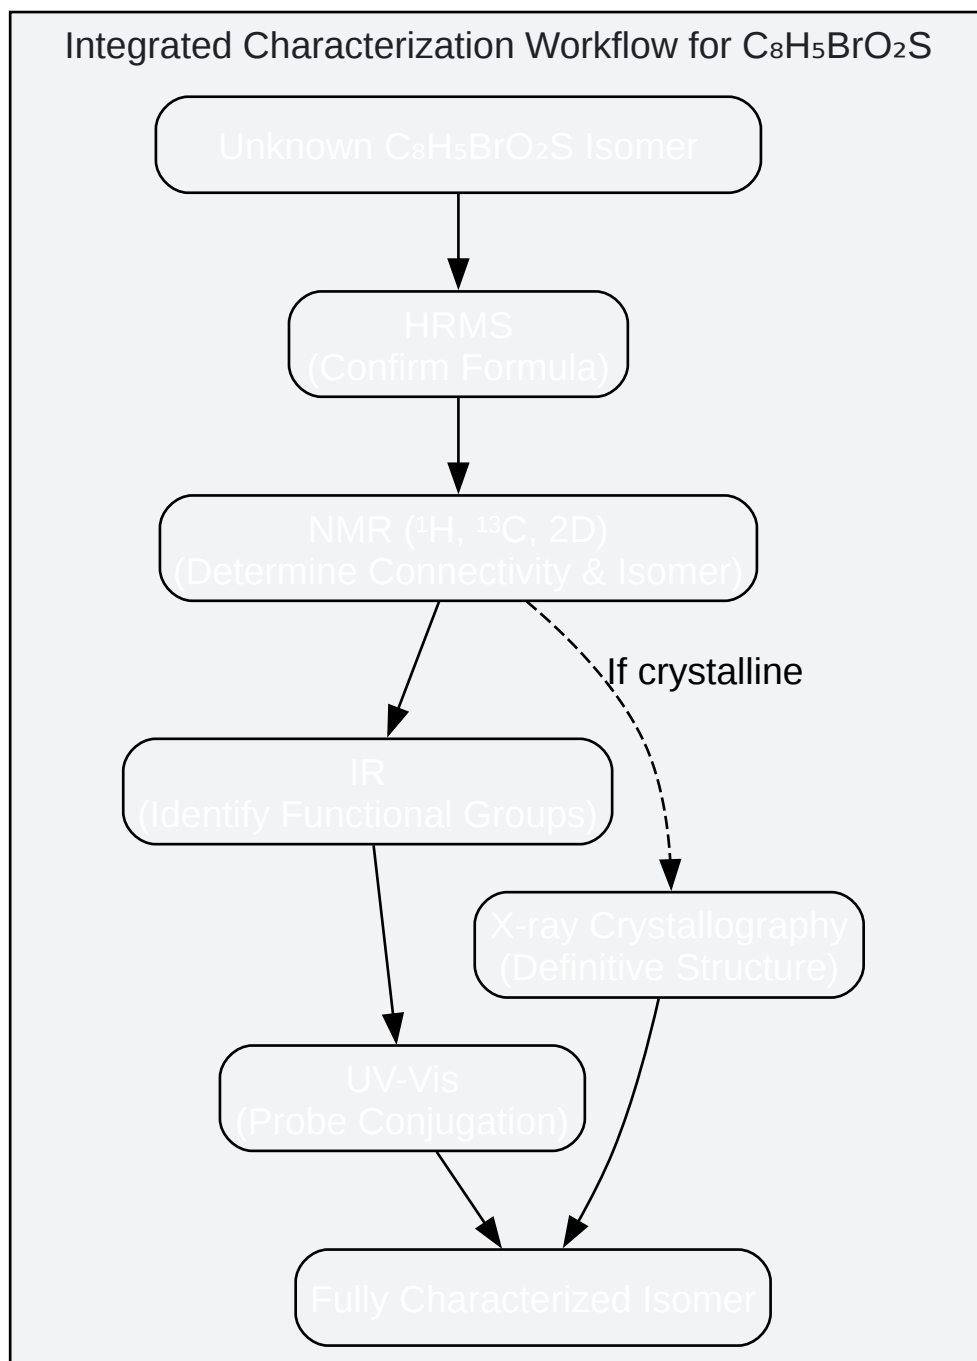 Integrated Characterization Workflow for C₈H₅BrO₂S
Unknown C₈H₅BrO₂S Isomer
HRMS
(Confirm Formula)
NMR (¹H, ¹³C, 2D)
(Determine Connectivity & Isomer)
If crystalline
IR
(Identify Functional Groups)
X-ray Crystallography
(Definitive Structure)
UV-Vis
(Probe Conjugation)
Fully Characterized Isomer